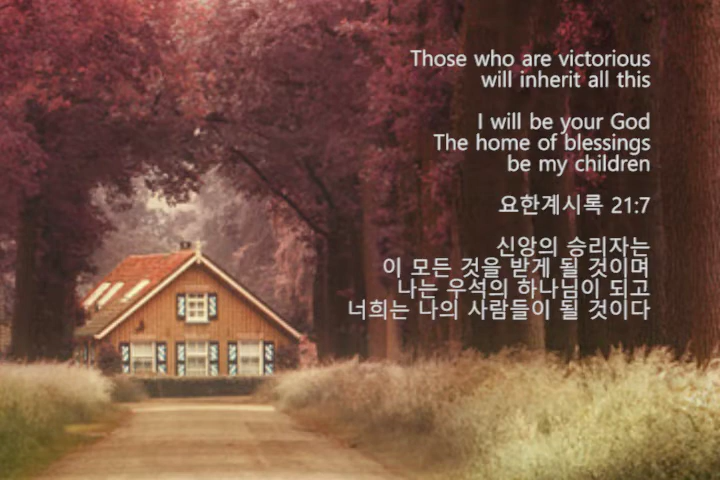 Those who are victorious
will inherit all this
I will be your God
The home of blessings
be my children
요한계시록 21:7
신앙의 승리자는
이 모든 것을 받게 될 것이며
나는 우석의 하나님이 되고
너희는 나의 사람들이 될 것이다